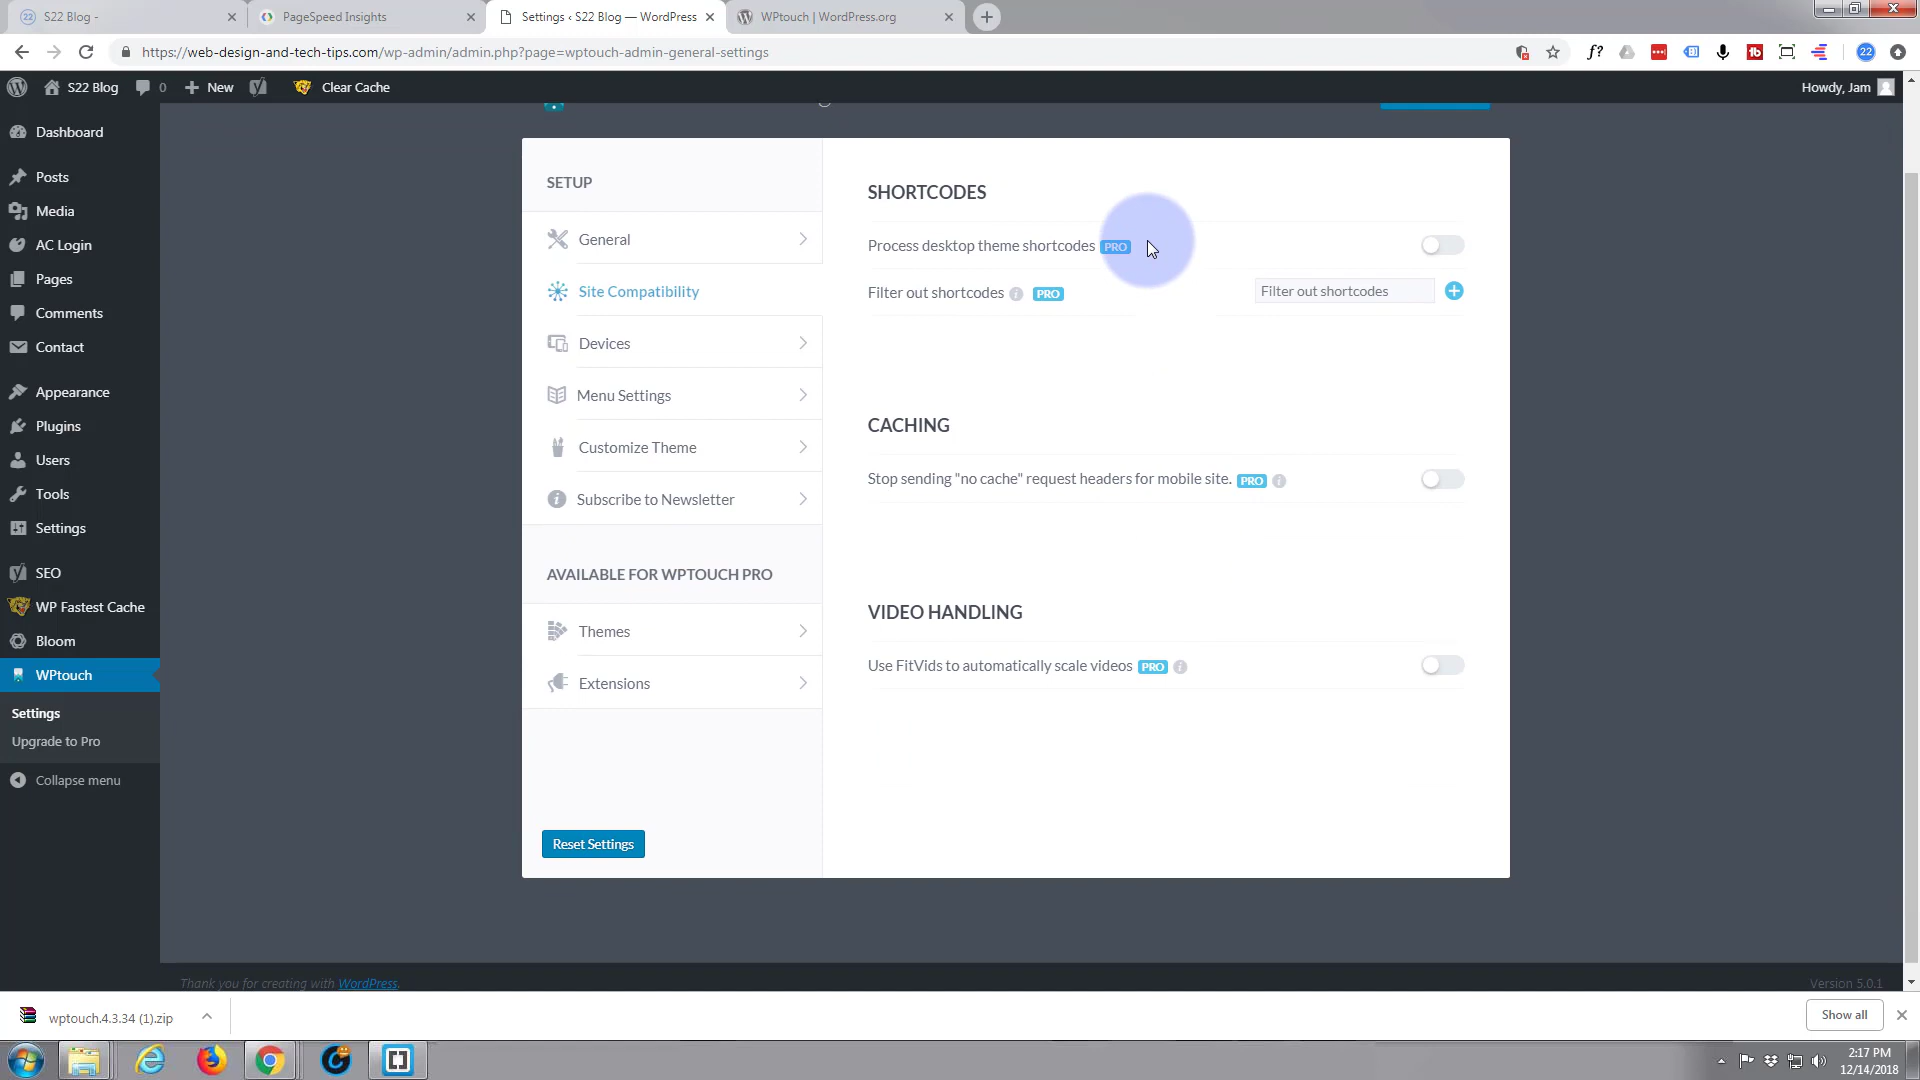 S22 Blog -
PageSpeed Insights
Settings ‹ S22 Blog — WordPress
WPtouch | WordPress.org
https://web-design-and-tech-tips.com/wp-admin/admin.php?page=wptouch-admin-general-settings
S22 Blog
0
New
Clear Cache
Howdy, Jam
Dashboard
Posts
Media
AC Login
Pages
Comments
Contact
Appearance
Plugins
Users
Tools
Settings
SEO
WP Fastest Cache
Bloom
WPtouch
Settings
Upgrade to Pro
Collapse menu
SETUP
General
Site Compatibility
Devices
Menu Settings
Customize Theme
Subscribe to Newsletter
AVAILABLE FOR WPTOUCH PRO
Themes
Extensions
Reset Settings
SHORTCODES
Process desktop theme shortcodes PRO
Filter out shortcodes PRO
Filter out shortcodes
CACHING
Stop sending "no cache" request headers for mobile site. PRO
VIDEO HANDLING
Use FitVids to automatically scale videos PRO
Thank you for creating with WordPress.
Version 5.0.1
wptouch.4.3.34 (1).zip
Show all
2:17 PM
12/14/2018